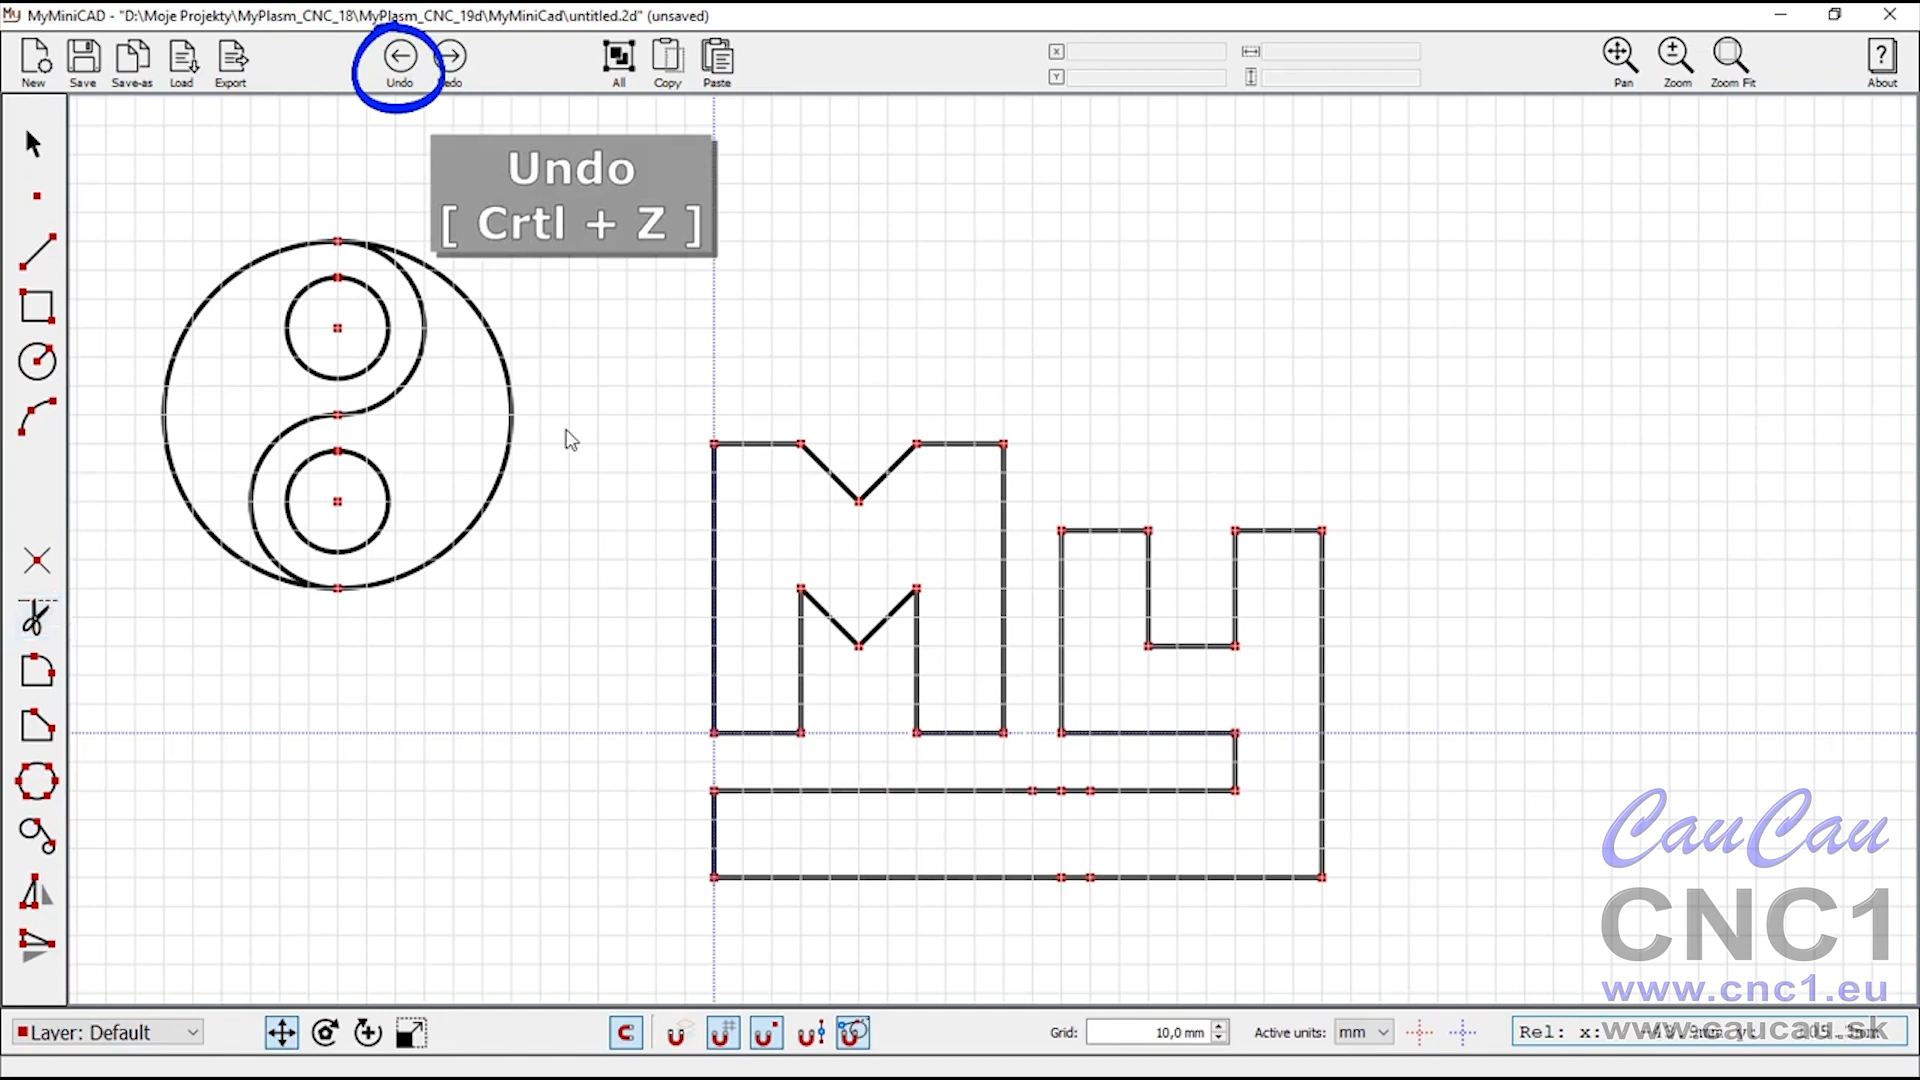 MyMiniCAD - "D:\Moje Projekty\MyPlasm_CNC_18\MyPlasm_CNC_19d\MyMiniCad\untitled.2d" (unsaved)
New Save Save-as Load Export Undo All Copy Paste X Y Pan Zoom Zoom Fit About
Undo
[ Crtl + Z ]
CauCau
CNC1
www.cnc1.eu
www.caucad.sk
Layer: Default
Grid: 10,0 mm
Active units: mm
Rel: x: